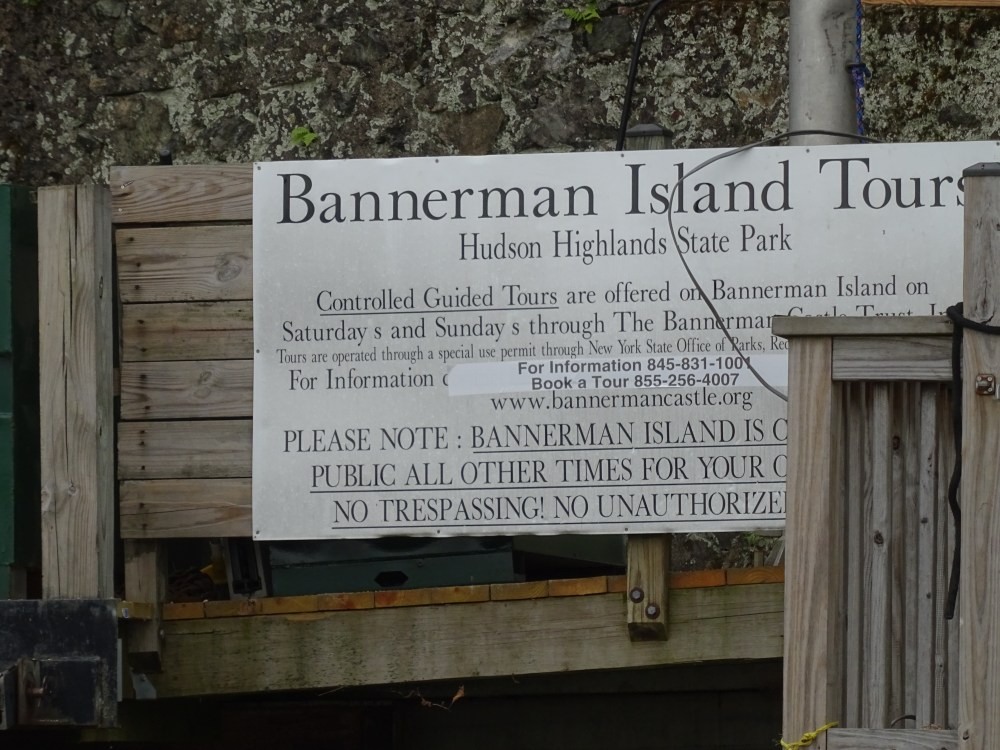 Bannerman Island Tours
Hudson Highlands State Park
Controlled Guided Tours are offered on Bannerman Island on
Saturday s and Sunday s through The Bannerman Castle Trust,
Tours are operated through a special use permit through New York State Office of Parks,
For Information
For Information 845-831-1001
Book a Tour 855-256-4007
www.bannermancastle.org
PLEASE NOTE : BANNERMAN ISLAND IS
PUBLIC ALL OTHER TIMES FOR YOUR
NO TRESPASSING! NO UNAUTHORIZE